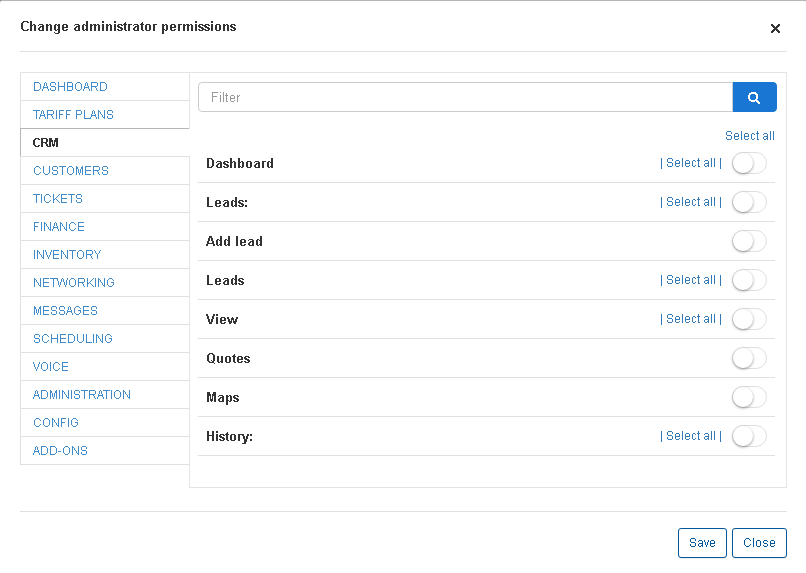 Change administrator permissions
×
DASHBOARD
TARIFF PLANS
CRM
CUSTOMERS
TICKETS
FINANCE
INVENTORY
NETWORKING
MESSAGES
SCHEDULING
VOICE
ADMINISTRATION
CONFIG
ADD-ONS
Filter
Select all
Dashboard | Select all |
Leads: | Select all |
Add lead
Leads | Select all |
View | Select all |
Quotes
Maps
History: | Select all |
Save Close